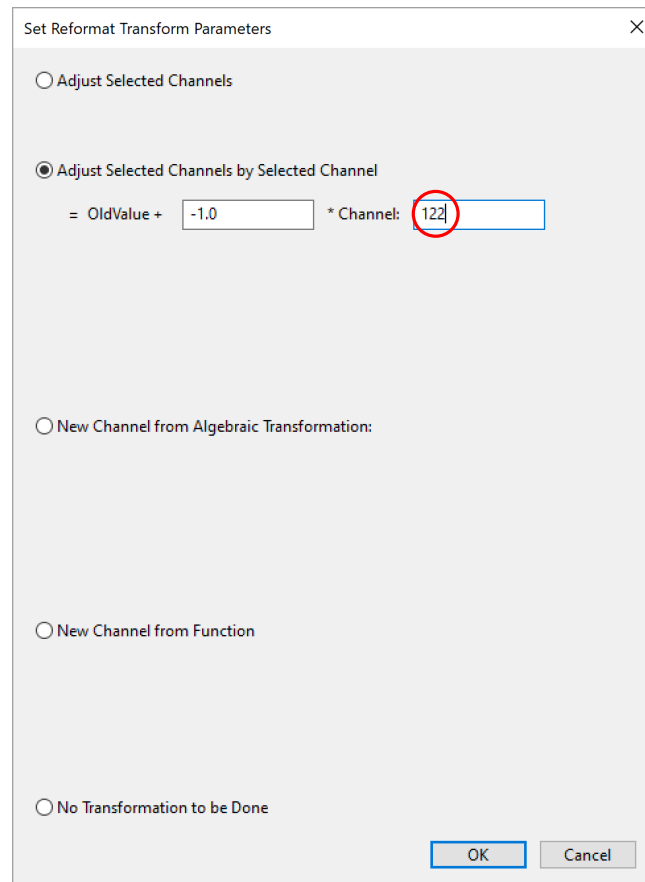 Set Reformat Transform Parameters
Adjust Selected Channels
Adjust Selected Channels by Selected Channel
= OldValue + -1.0 * Channel: 122
New Channel from Algebraic Transformation:
New Channel from Function
No Transformation to be Done
OK Cancel